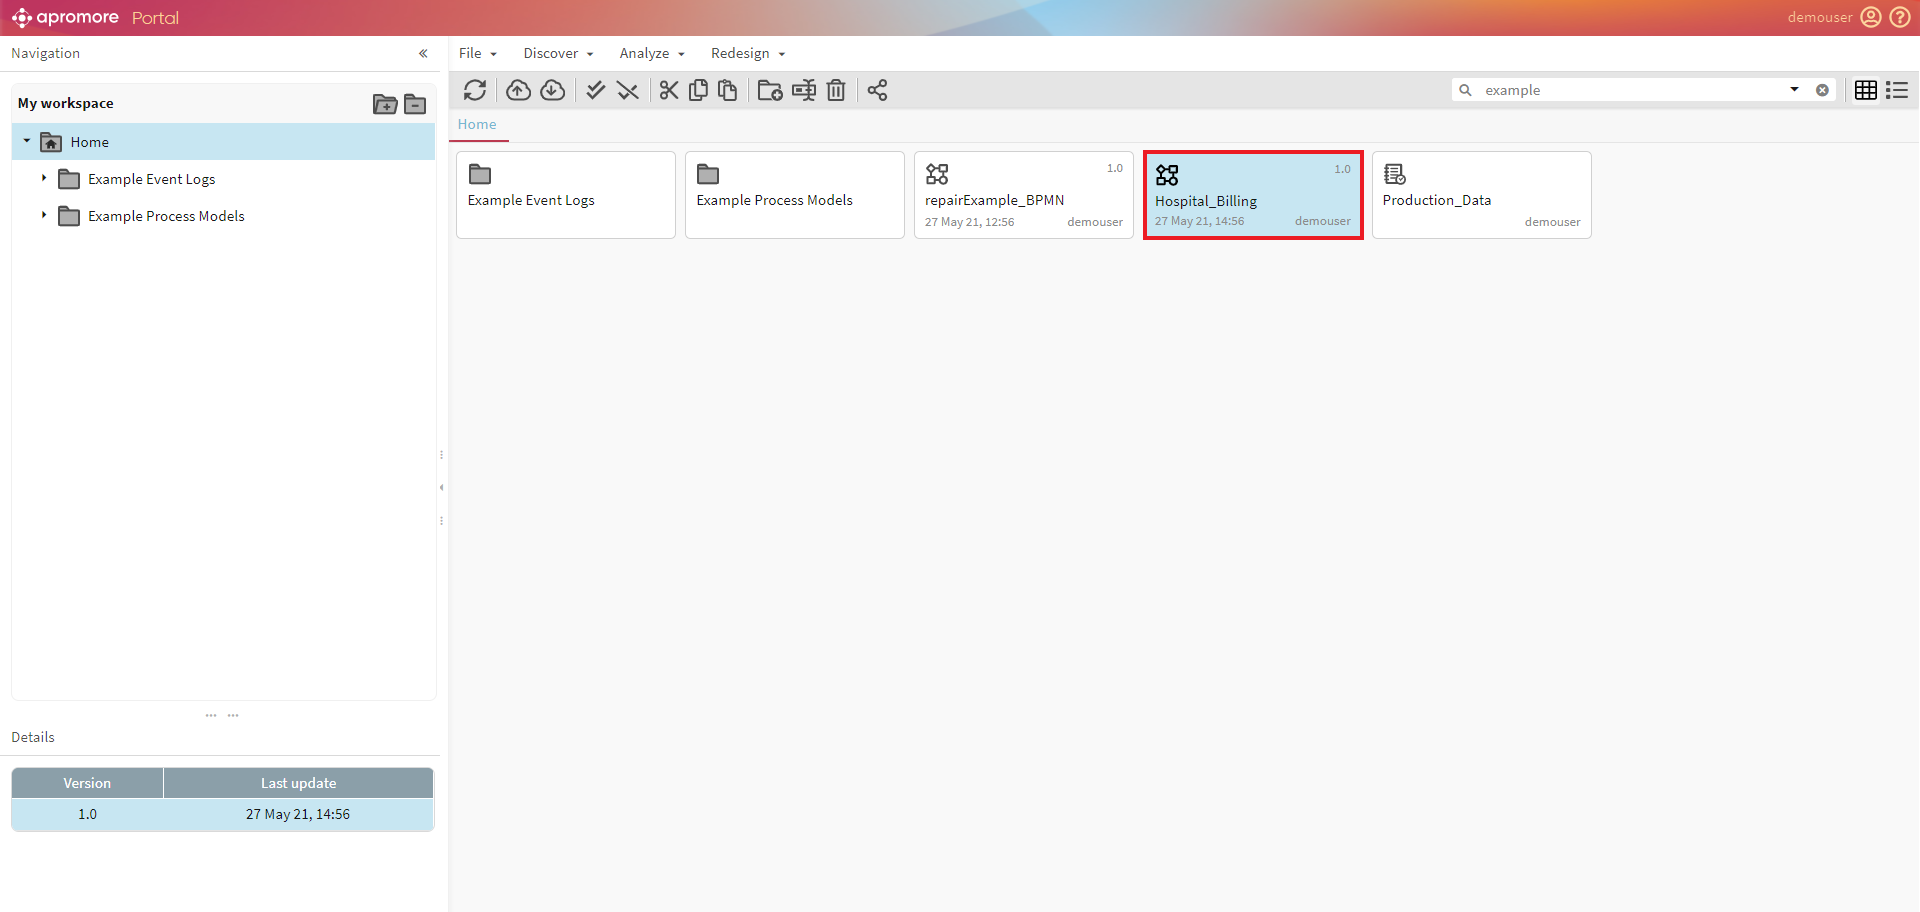 apromore Portal
demouser
Navigation
File
Discover
Analyze
Redesign
My workspace
example
Home
Home
Example Event Logs
Example Process Models
Example Event Logs
Example Process Models
1.0
repairExample_BPMN
27 May 21, 12:56 demouser
1.0
Hospital_Billing
27 May 21, 14:56 demouser
Production_Data
demouser
Details
Version Last update
1.0 27 May 21, 14:56